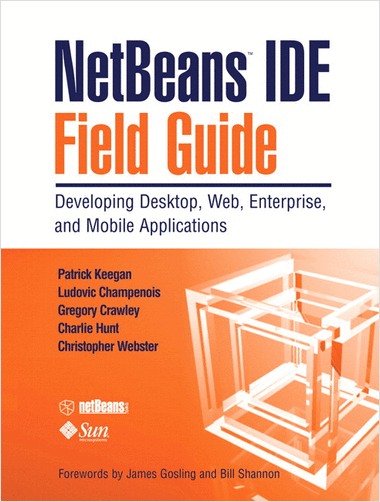 NetBeans™ IDE
Field Guide
Developing Desktop, Web, Enterprise,
and Mobile Applications
Patrick Keegan
Ludovic Champenois
Gregory Crawley
Charlie Hunt
Christopher Webster
netBeans
Sun
microsystems
Forewords by James Gosling and Bill Shannon